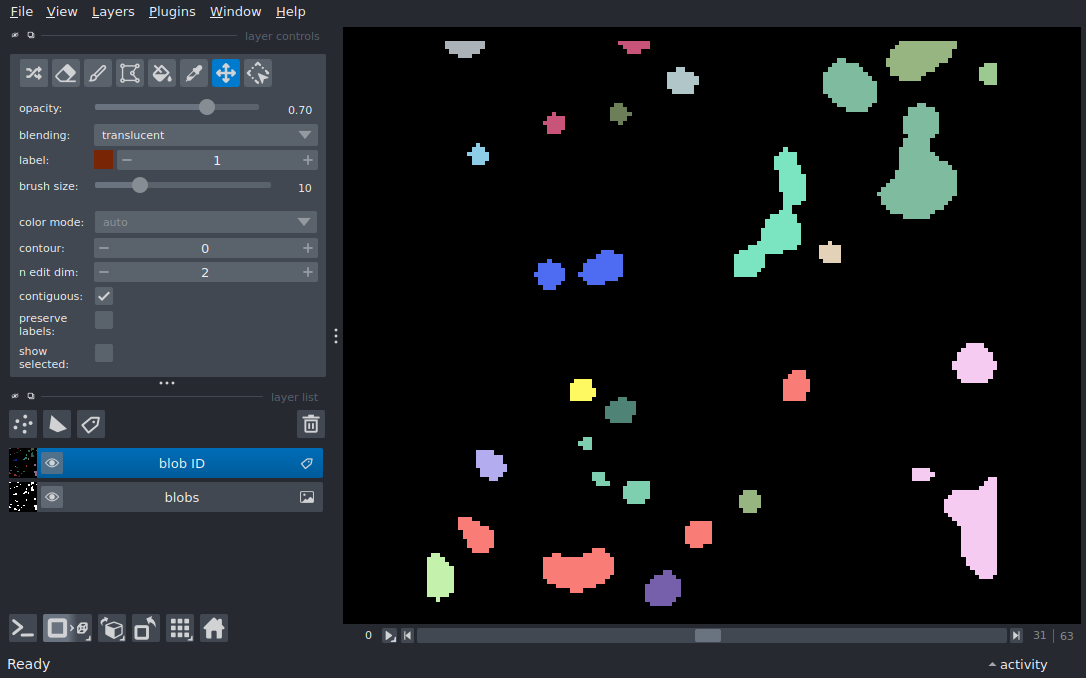 File View Layers Plugins Window Help
layer controls
opacity: 0.70
blending: translucent
label: 1
brush size: 10
color mode: auto
contour: 0
n edit dim: 2
contiguous:
preserve
labels:
show
selected:
layer list
blob ID
blobs
0 31 63
Ready activity